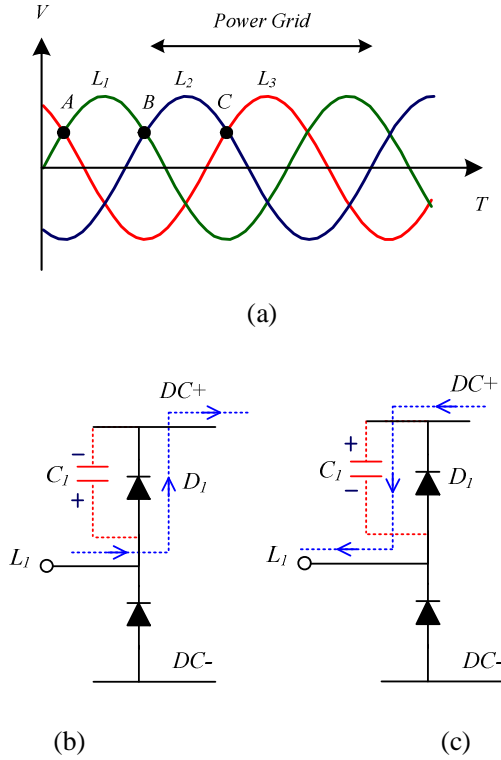 V
Power Grid
L1 L2 L3
A B C
T
(a)
DC+
DC+
−
C1
+
D1
+
C1
−
D1
L1
L1
DC-
DC-
(b)
(c)